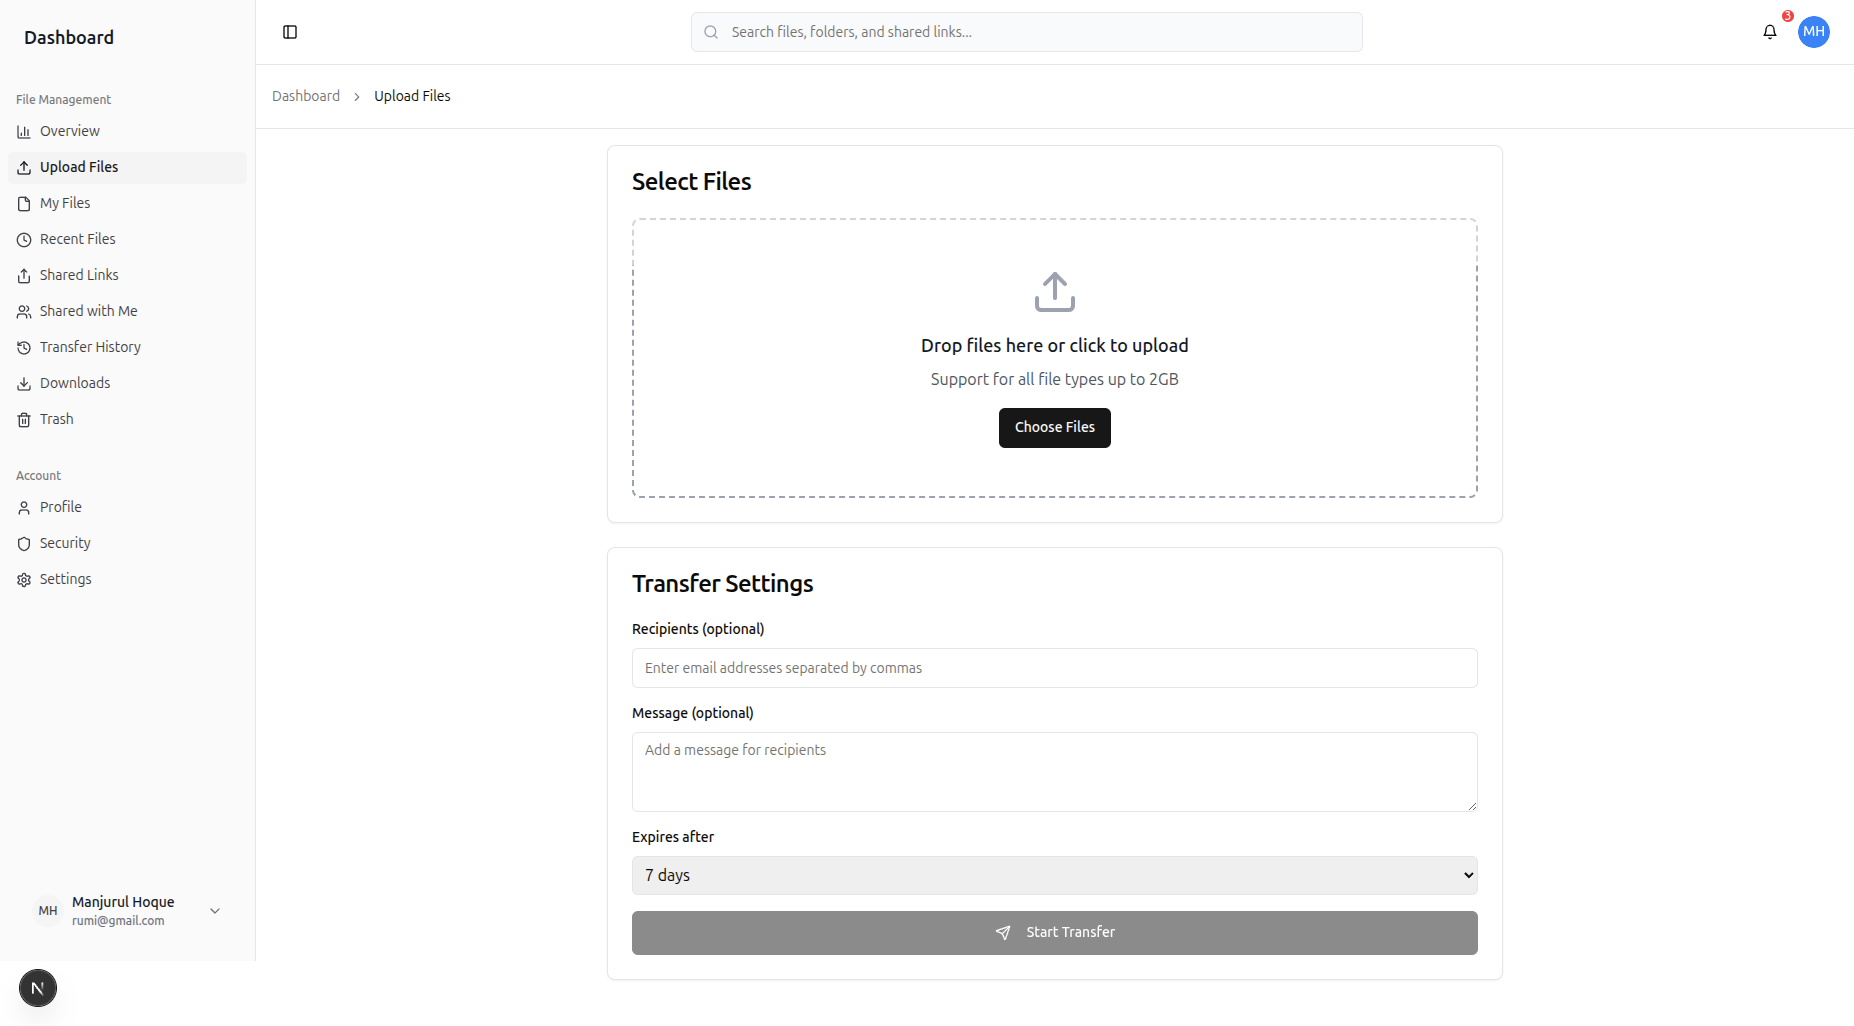 Dashboard
Search files, folders, and shared links...
3
MH
File Management
Overview
Upload Files
My Files
Recent Files
Shared Links
Shared with Me
Transfer History
Downloads
Trash
Account
Profile
Security
Settings
MH
Manjurul Hoque
rumi@gmail.com
N
Dashboard > Upload Files
Select Files
Drop files here or click to upload
Support for all file types up to 2GB
Choose Files
Transfer Settings
Recipients (optional)
Enter email addresses separated by commas
Message (optional)
Add a message for recipients
Expires after
7 days
Start Transfer